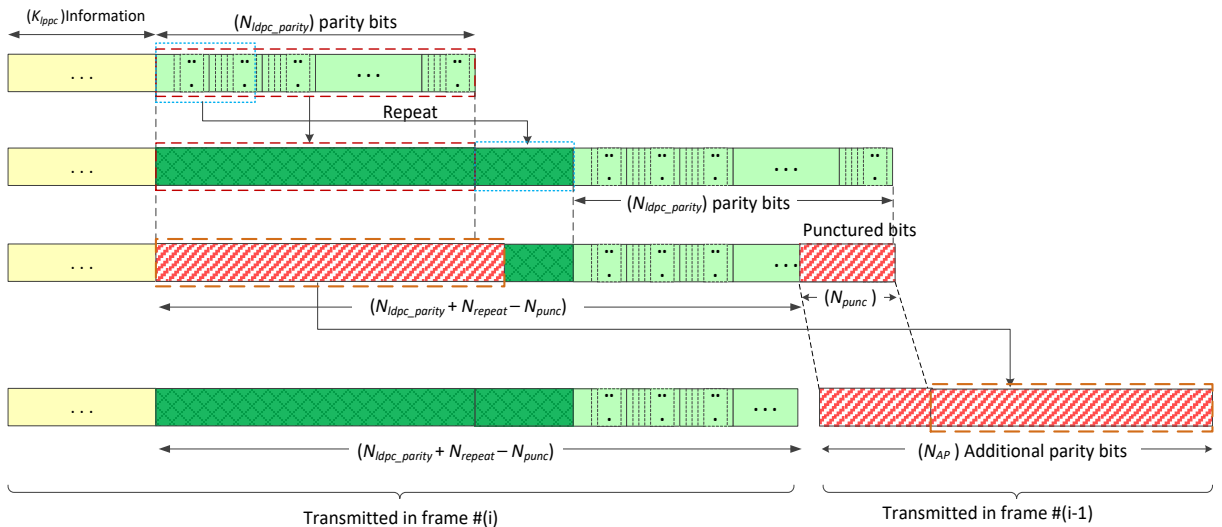 (K_lppc) Information
(N_ldpc_parity) parity bits
... ...
Repeat
... ...
(N_ldpc_parity) parity bits
Punctured bits
... ...
(N_ldpc_parity + N_repeat – N_punc)
(N_punc )
... ...
(N_ldpc_parity + N_repeat – N_punc)
(N_AP ) Additional parity bits
Transmitted in frame #(i)
Transmitted in frame #(i-1)